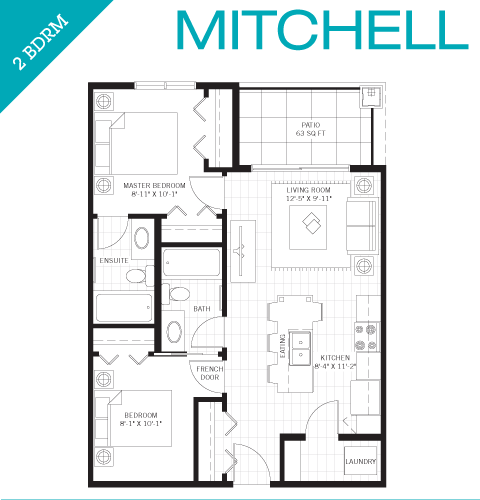 2 BDRM
MITCHELL
PATIO
63 SQ FT
MASTER BEDROOM
8'-11" X 10'-1"
LIVING ROOM
12'-5" X 9'-11"
ENSUITE
BATH
EATING
KITCHEN
8'-4" X 11'-2"
FRENCH
DOOR
BEDROOM
8'-1" X 10'-1"
LAUNDRY